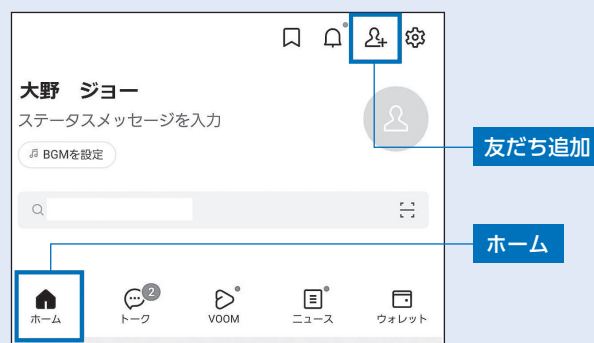 大野　ジョー
ステータスメッセージを入力
BGMを設定
友だち追加
ホーム
2
ホーム
トーク
VOOM
ニュース
ウォレット